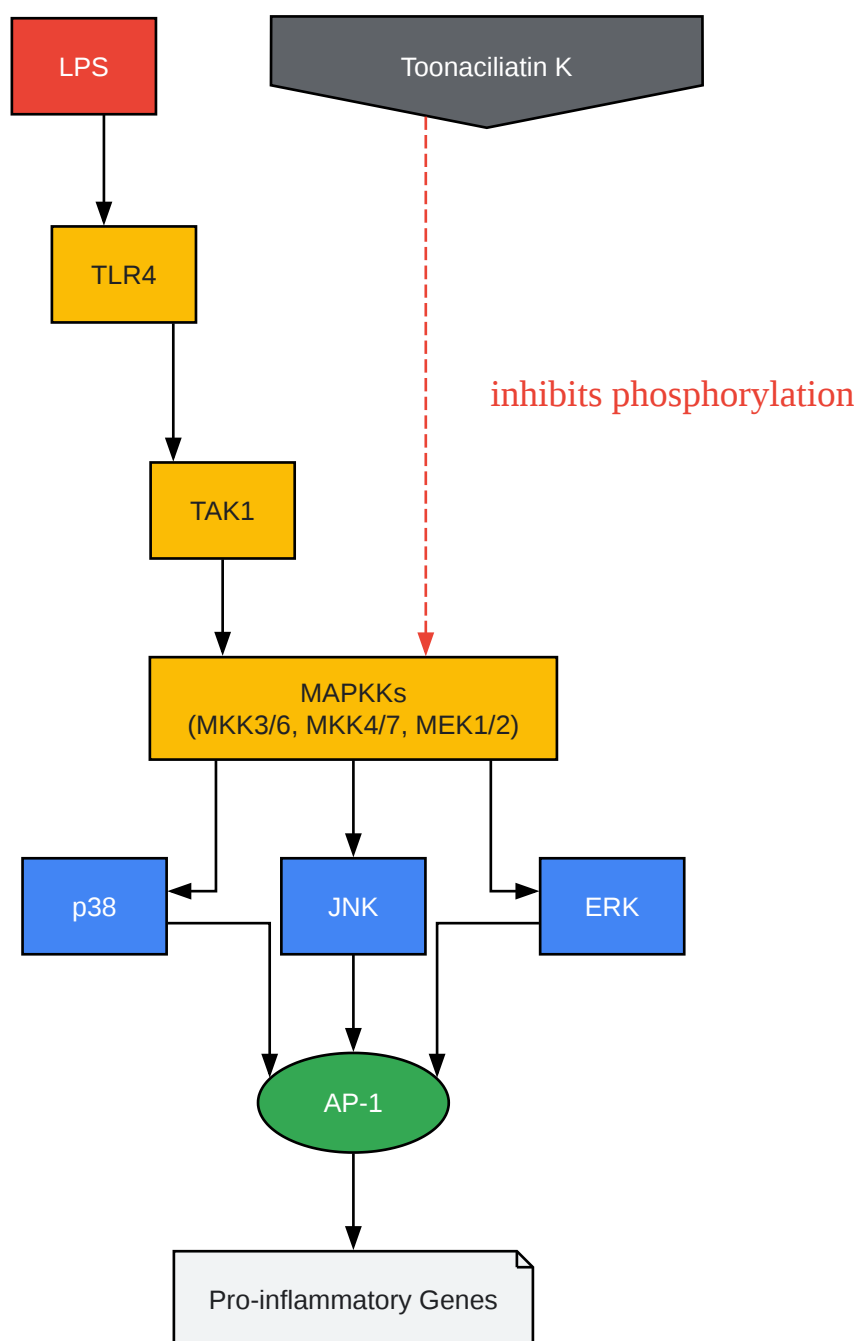 LPS
Toonaciliatin K
TLR4
inhibits phosphorylation
TAK1
MAPKKs
(MKK3/6, MKK4/7, MEK1/2)
p38
JNK
ERK
AP-1
Pro-inflammatory Genes